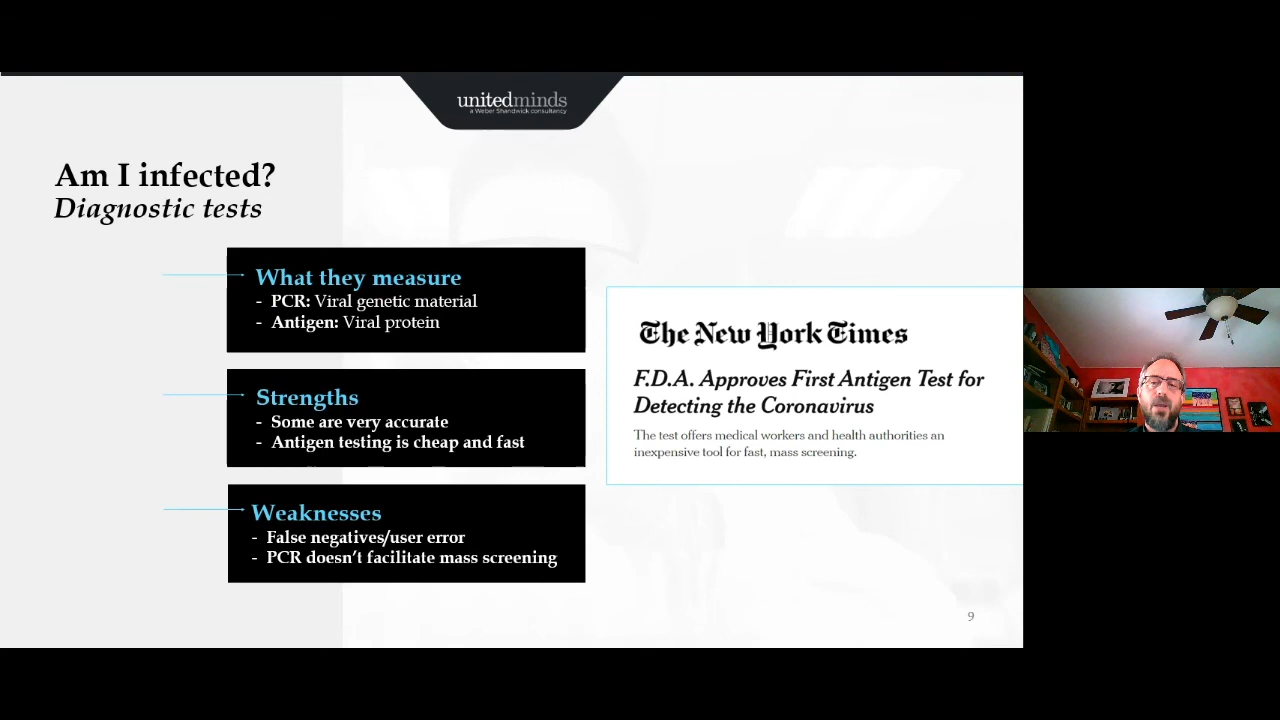 unitedminds
a Weber Shandwick consultancy
Am I infected?
Diagnostic tests
What they measure
- PCR: Viral genetic material
- Antigen: Viral protein
Strengths
- Some are very accurate
- Antigen testing is cheap and fast
Weaknesses
- False negatives/user error
- PCR doesn't facilitate mass screening
The New York Times
F.D.A. Approves First Antigen Test for
Detecting the Coronavirus
The test offers medical workers and health authorities an
inexpensive tool for fast, mass screening.
9